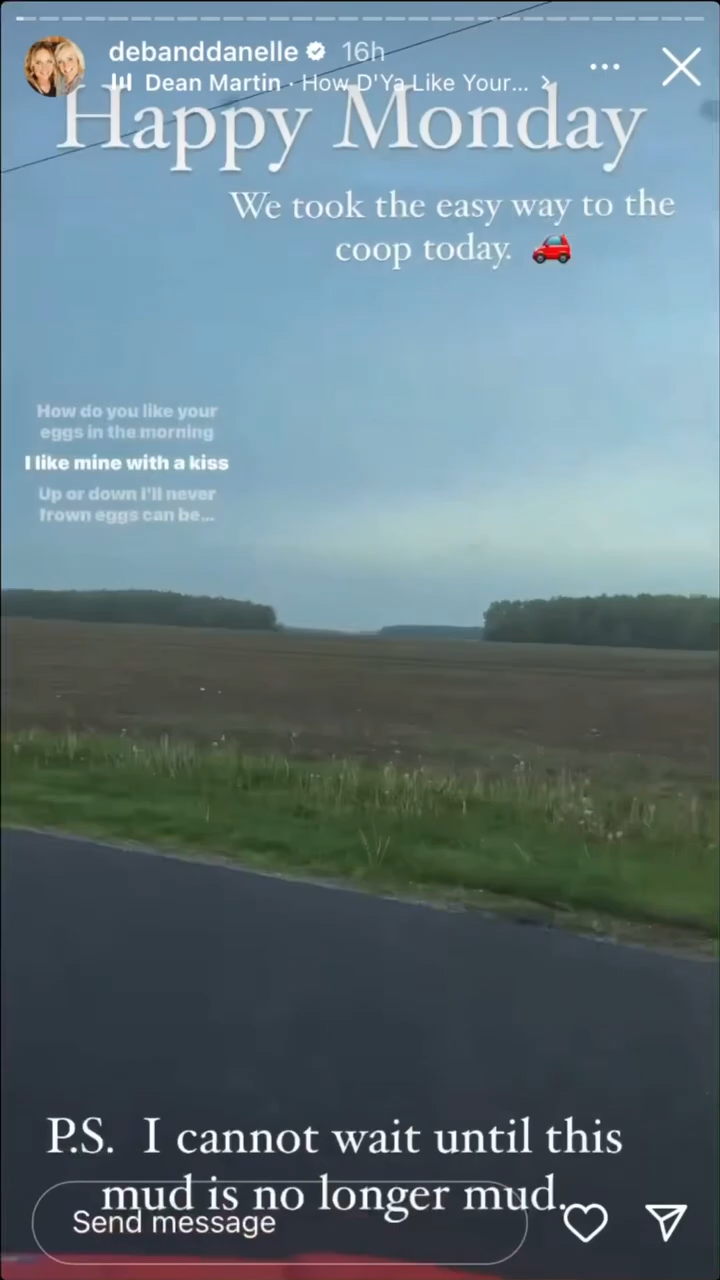 debanddanelle 16h
Dean Martin · How D'Ya Like Your...
Happy Monday
We took the easy way to the
coop today. 🚗
How do you like your
eggs in the morning
I like mine with a kiss
Up or down I'll never
frown eggs can be...
P.S. I cannot wait until this
mud is no longer mud.
Send message